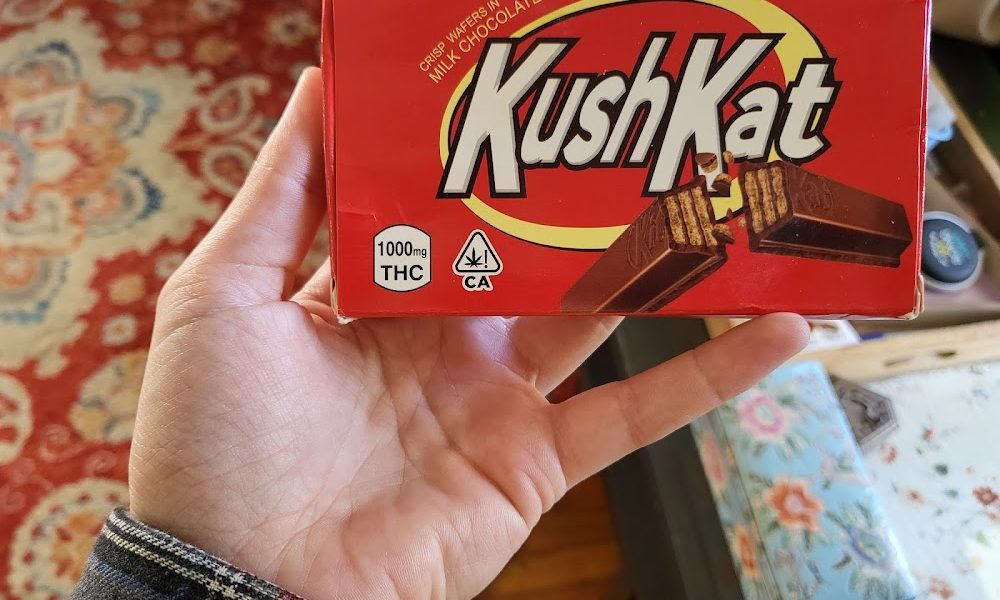 CRISP WAFERS IN
MILK CHOCOLATE
KushKat
1000mg
THC
CA